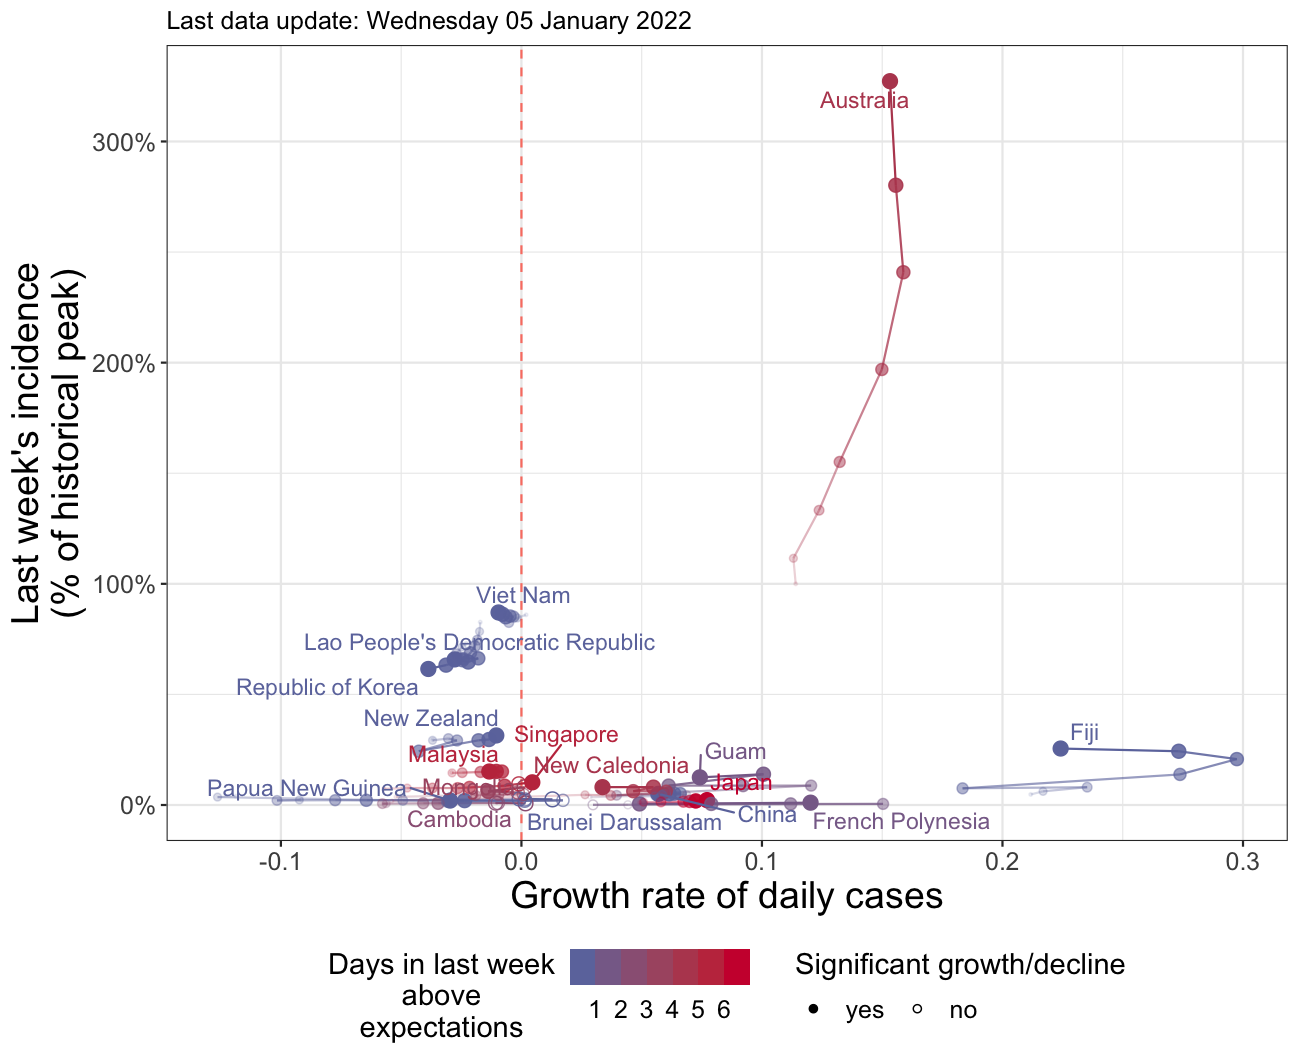 Last data update: Wednesday 05 January 2022
Last week's incidence
(% of historical peak)
300%
200%
100%
0%
Australia
Viet Nam
Lao People's Democratic Republic
Republic of Korea
New Zealand
Singapore
Malaysia
New Caledonia
Guam
Fiji
Papua New Guinea
Mong
Japan
Cambodia
Brunei Darussalam
China
French Polynesia
-0.1
0.0
0.1
0.2
0.3
Growth rate of daily cases
Days in last week
above
expectations
1 2 3 4 5 6
Significant growth/decline
yes
no